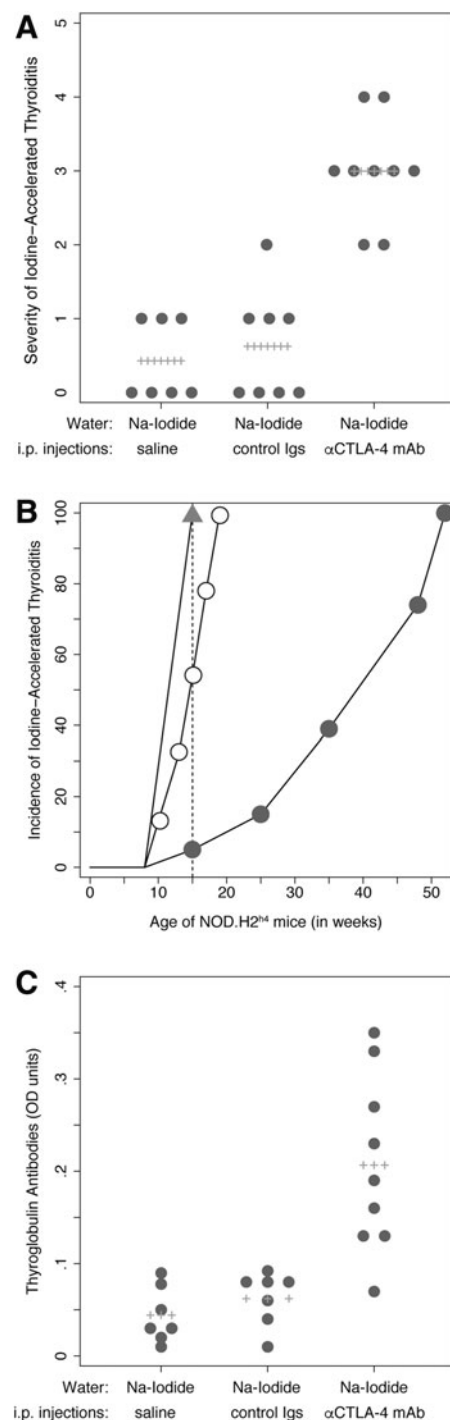 A
Severity of Iodine–Accelerated Thyroiditis
5
4
3
2
1
0
Water: Na-Iodide Na-Iodide Na-Iodide
i.p. injections: saline control Igs αCTLA-4 mAb
B
Incidence of Iodine–Accelerated Thyroiditis
100
80
60
40
20
0
0 10 20 30 40 50
Age of NOD.H2ʰ⁴ mice (in weeks)
C
Thyroglobulin Antibodies (OD units)
.4
.3
.2
.1
0
Water: Na-Iodide Na-Iodide Na-Iodide
i.p. injections: saline control Igs αCTLA-4 mAb